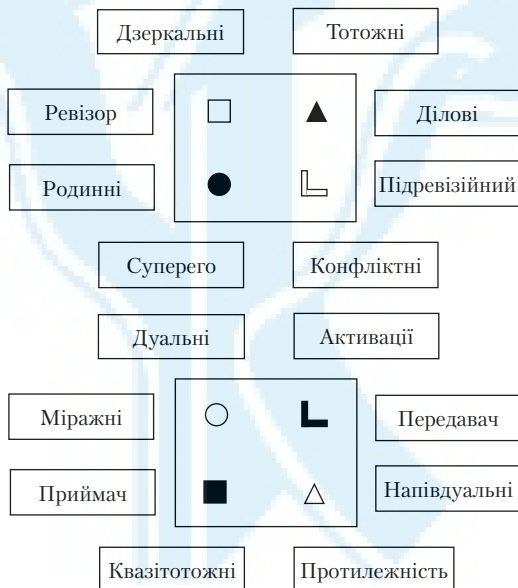 Дзеркальні
Тотожні
Ревізор
Ділові
Родинні
Підревізійний
Суперего
Конфліктні
Дуальні
Активації
Міражні
Передавач
Приймач
Напівдуальні
Квазітотожні
Протилежність